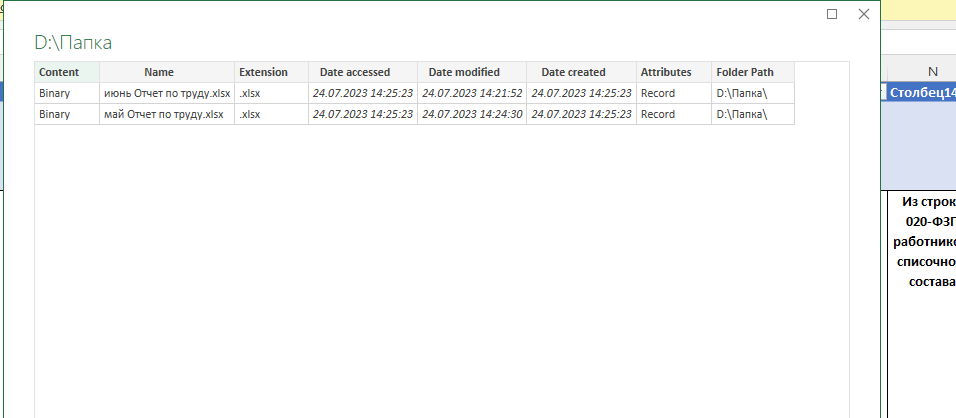 D:\Папка
Content Name Extension Date accessed Date modified Date created Attributes Folder Path
Binary июнь Отчет по труду.xlsx .xlsx 24.07.2023 14:25:23 24.07.2023 14:21:52 24.07.2023 14:25:23 Record D:\Папка\
Binary май Отчет по труду.xlsx .xlsx 24.07.2023 14:25:23 24.07.2023 14:24:30 24.07.2023 14:25:23 Record D:\Папка\
N
Столбец14
Из строк
020-ФЗП
работнико
списочно
состава